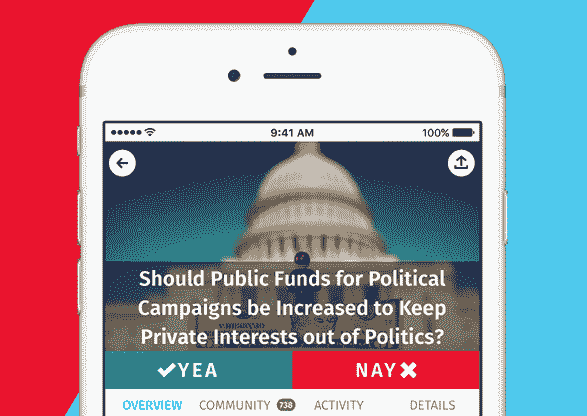 9:41 AM 100%
Should Public Funds for Political
Campaigns be Increased to Keep
Private Interests out of Politics?
YEA NAY
OVERVIEW COMMUNITY 738 ACTIVITY DETAILS